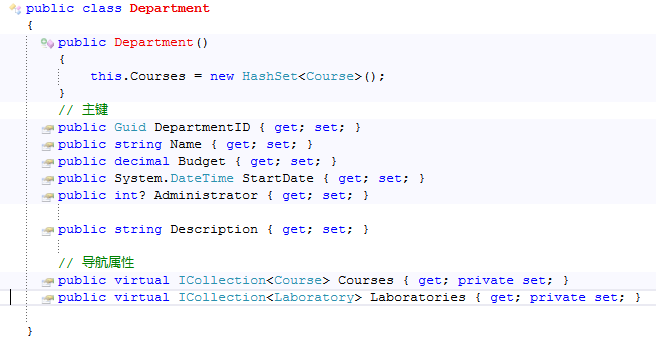 public class Department
{
public Department()
{
this.Courses = new HashSet<Course>();
}
// 主键
public Guid DepartmentID { get; set; }
public string Name { get; set; }
public decimal Budget { get; set; }
public System.DateTime StartDate { get; set; }
public int? Administrator { get; set; }
public string Description { get; set; }
// 导航属性
public virtual ICollection<Course> Courses { get; private set; }
public virtual ICollection<Laboratory> Laboratories { get; private set; }
}